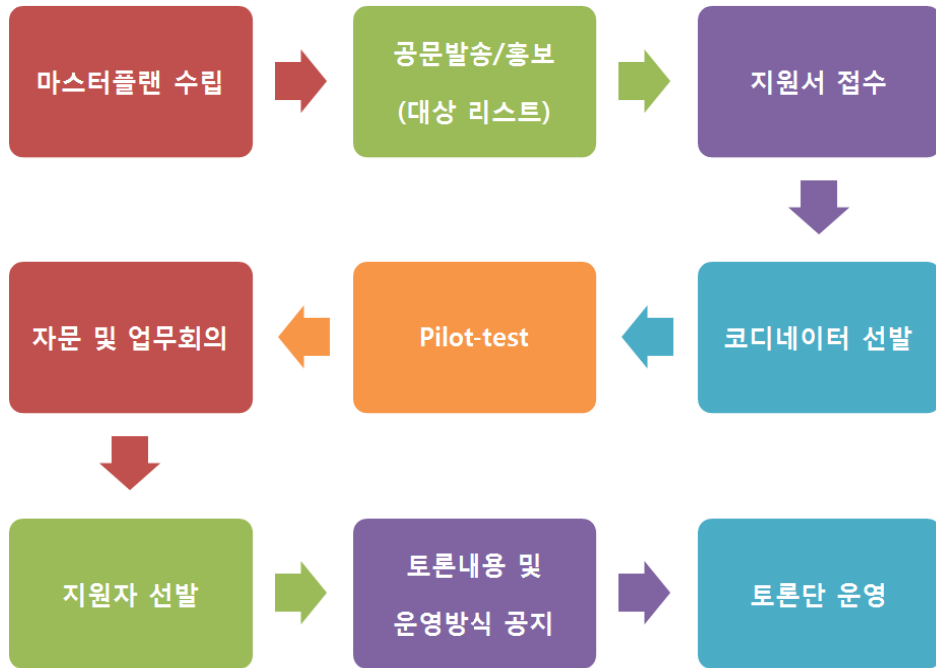 마스터플랜 수립
공문발송/홍보
(대상 리스트)
지원서 접수
코디네이터 선발
Pilot-test
자문 및 업무회의
지원자 선발
토론내용 및
운영방식 공지
토론단 운영